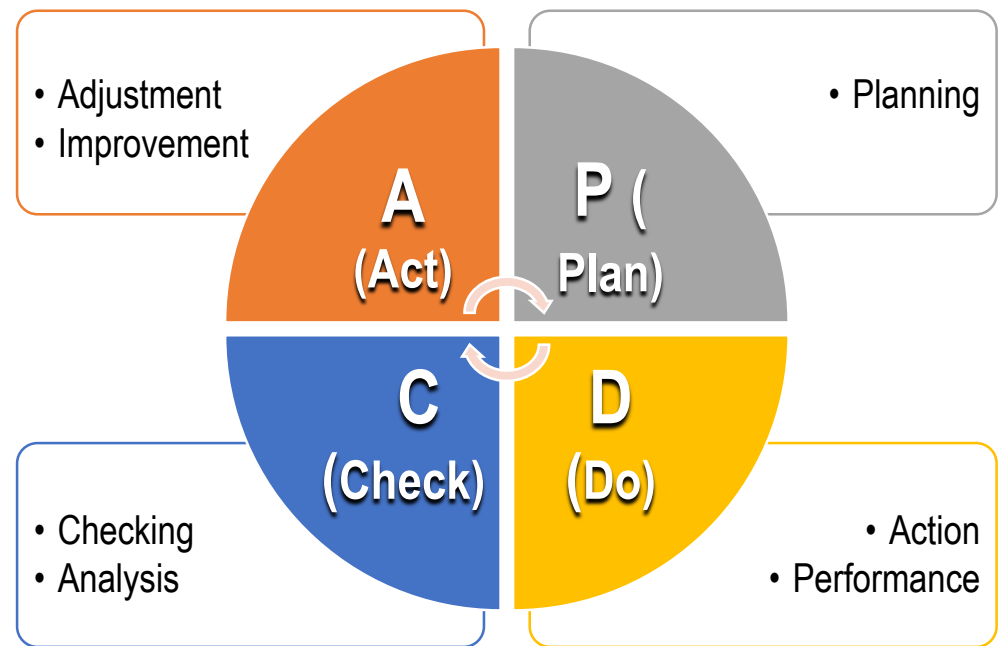 • Adjustment
• Improvement
A
(Act)
P (
Plan)
• Planning
C
(Check)
D
(Do)
• Checking
• Analysis
• Action
• Performance